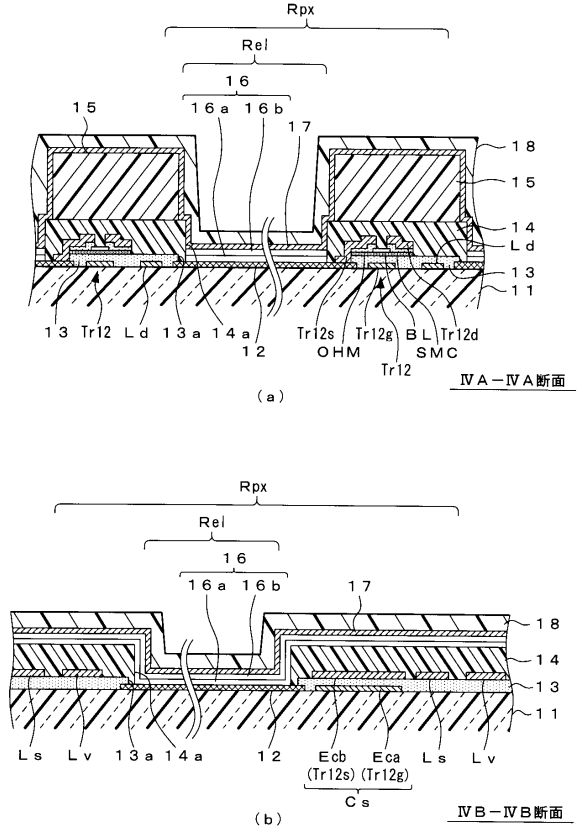 Rpx
Rel
16
16a 16b 17
15
18
15
14
Ld
13
11
13 Tr12 Ld 13a 14a 12 Tr12s OHM Tr12g Tr12 BL SMC Tr12d
(a)
ⅣA－ⅣA断面
Rpx
Rel
16
16a 16b
17
18
14
13
11
Ls Lv 13a 14a 12 Ecb Eca Ls Lv
(Tr12s) (Tr12g)
Cs
(b)
ⅣB－ⅣB断面